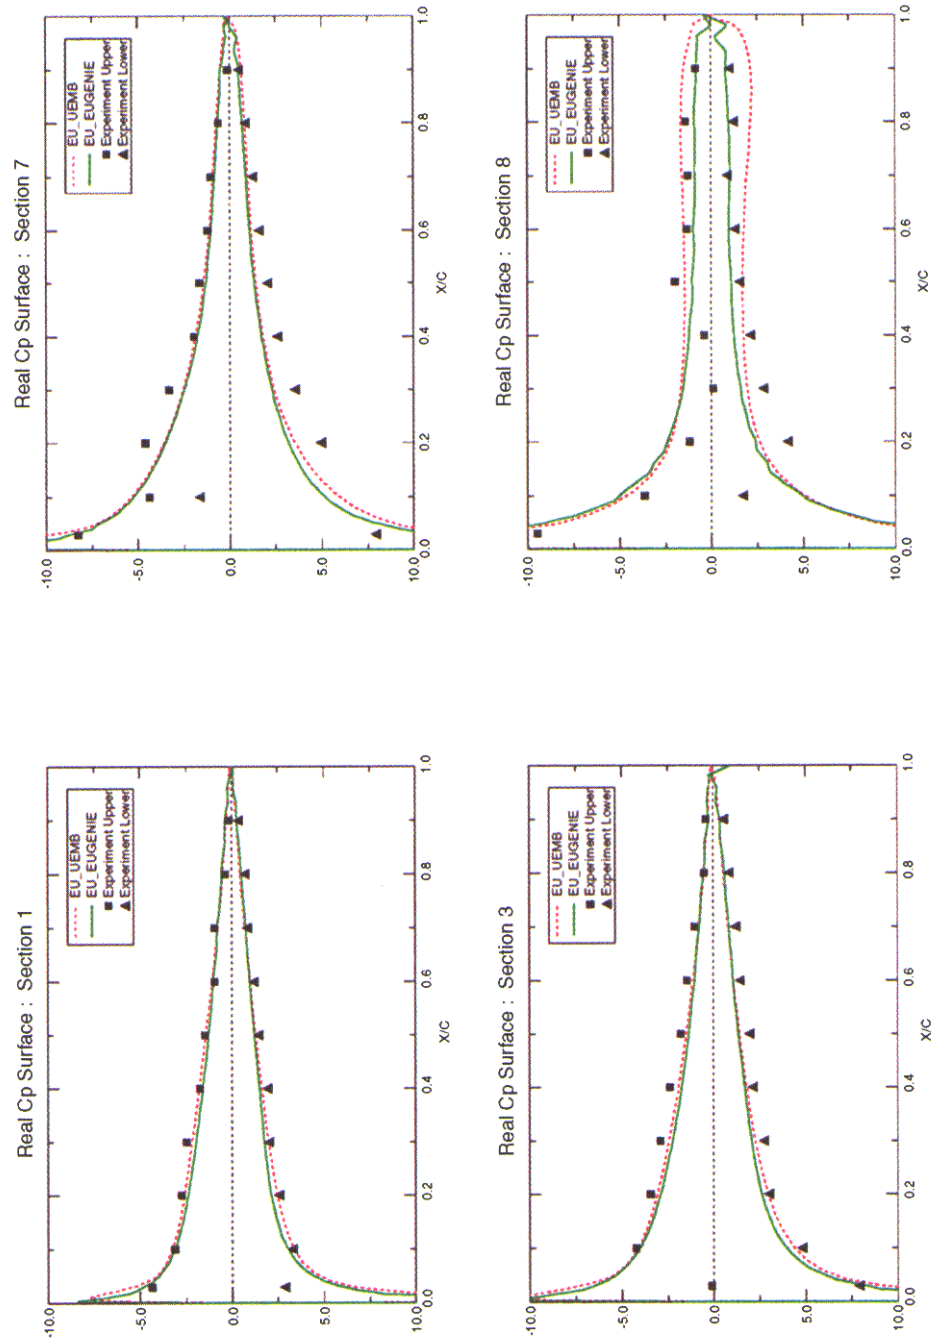 Real Cp Surface : Section 1
-10.0
-5.0
0.0
5.0
10.0
0.0
0.2
0.4
0.6
0.8
1.0
X/C
EU_UEMB
EU_EUGENIE
Experiment Upper
Experiment Lower
Real Cp Surface : Section 7
-10.0
-5.0
0.0
5.0
10.0
0.0
0.2
0.4
0.6
0.8
1.0
X/C
EU_UEMB
EU_EUGENIE
Experiment Upper
Experiment Lower
Real Cp Surface : Section 3
-10.0
-5.0
0.0
5.0
10.0
0.0
0.2
0.4
0.6
0.8
1.0
X/C
EU_UEMB
EU_EUGENIE
Experiment Upper
Experiment Lower
Real Cp Surface : Section 8
-10.0
-5.0
0.0
5.0
10.0
0.0
0.2
0.4
0.6
0.8
1.0
X/C
EU_UEMB
EU_EUGENIE
Experiment Upper
Experiment Lower